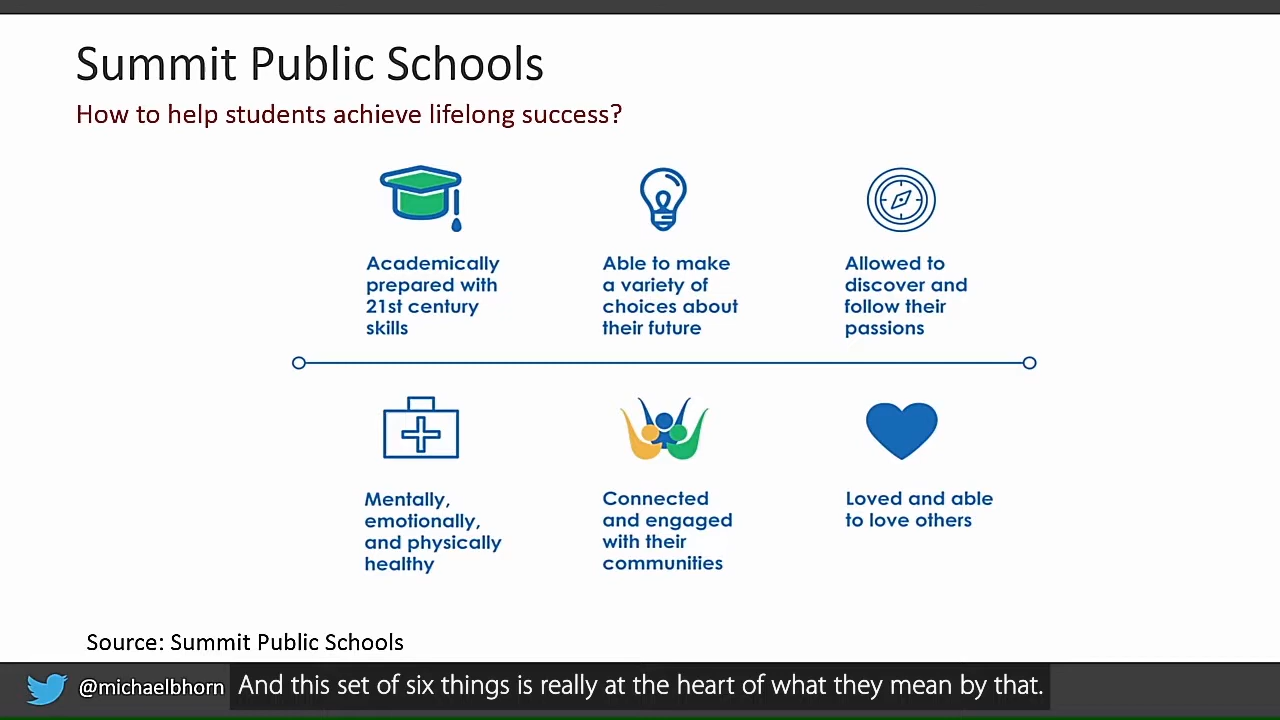 Summit Public Schools
How to help students achieve lifelong success?
Academically
prepared with
21st century
skills
Able to make
a variety of
choices about
their future
Allowed to
discover and
follow their
passions
Mentally,
emotionally,
and physically
healthy
Connected
and engaged
with their
communities
Loved and able
to love others
Source: Summit Public Schools
@michaelbhorn
And this set of six things is really at the heart of what they mean by that.